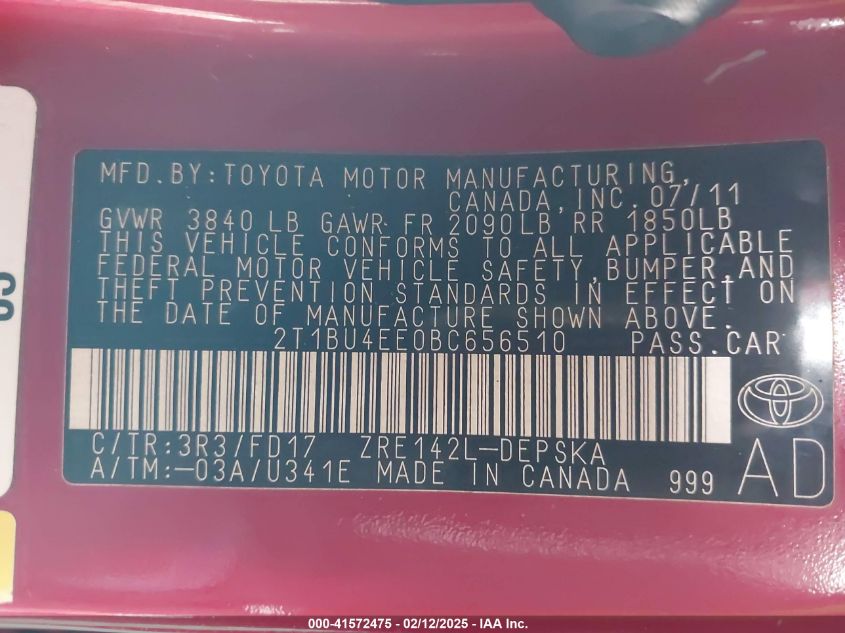 MFD.BY:TOYOTA MOTOR MANUFACTURING,
CANADA,INC. 07/11
GVWR 3840 LB GAWR FR 2090LB RR 1850LB
THIS VEHICLE CONFORMS TO ALL APPLICABLE
FEDERAL MOTOR VEHICLE SAFETY,BUMPER,AND
THEFT PREVENTION STANDARDS IN EFFECT ON
THE DATE OF MANUFACTURE SHOWN ABOVE.
2T1BU4EE0BC656510 PASS.CAR
C/TR:3R3/FD17 ZRE142L-DEPSKA
A/TM:-03A/U341E MADE IN CANADA 999 AD
000-41572475 - 02/12/2025 - IAA Inc.